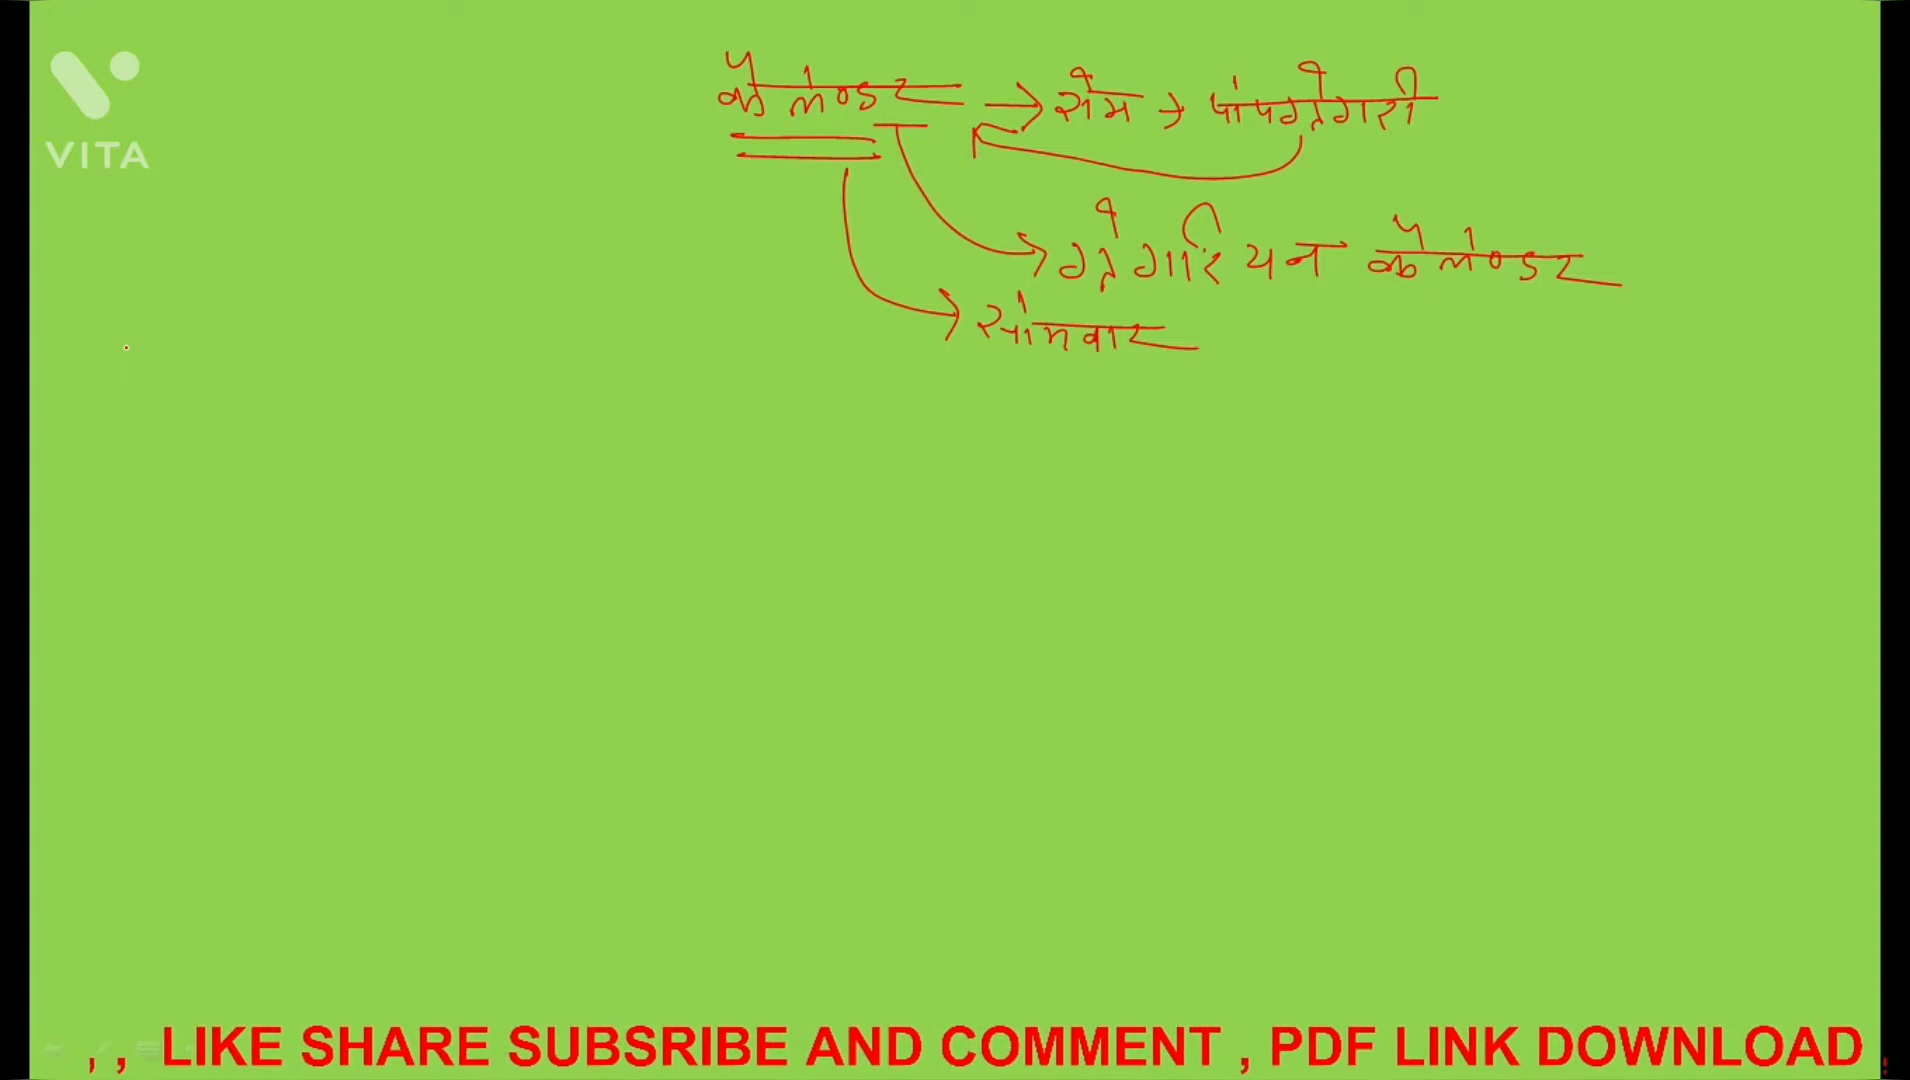 VITA
कैलेण्डर → रोम → पोपग्रेगरी
ग्रेगोरियन कैलेण्डर
सोमवार
, , LIKE SHARE SUBSRIBE AND COMMENT , PDF LINK DOWNLOAD